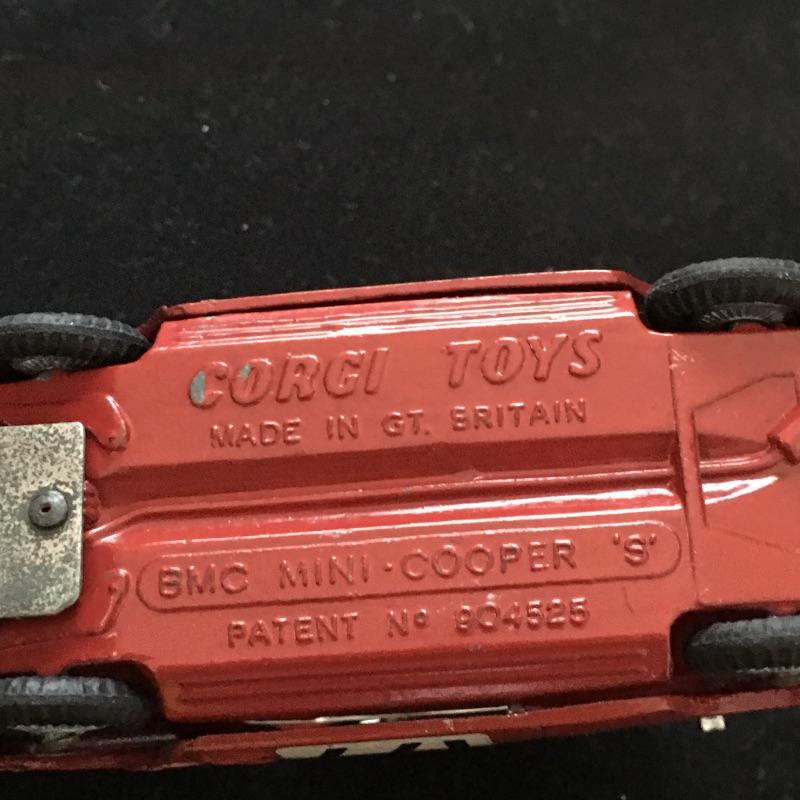 CORGI TOYS
MADE IN GT. BRITAIN
BMC MINI-COOPER 'S'
PATENT Nº 904525